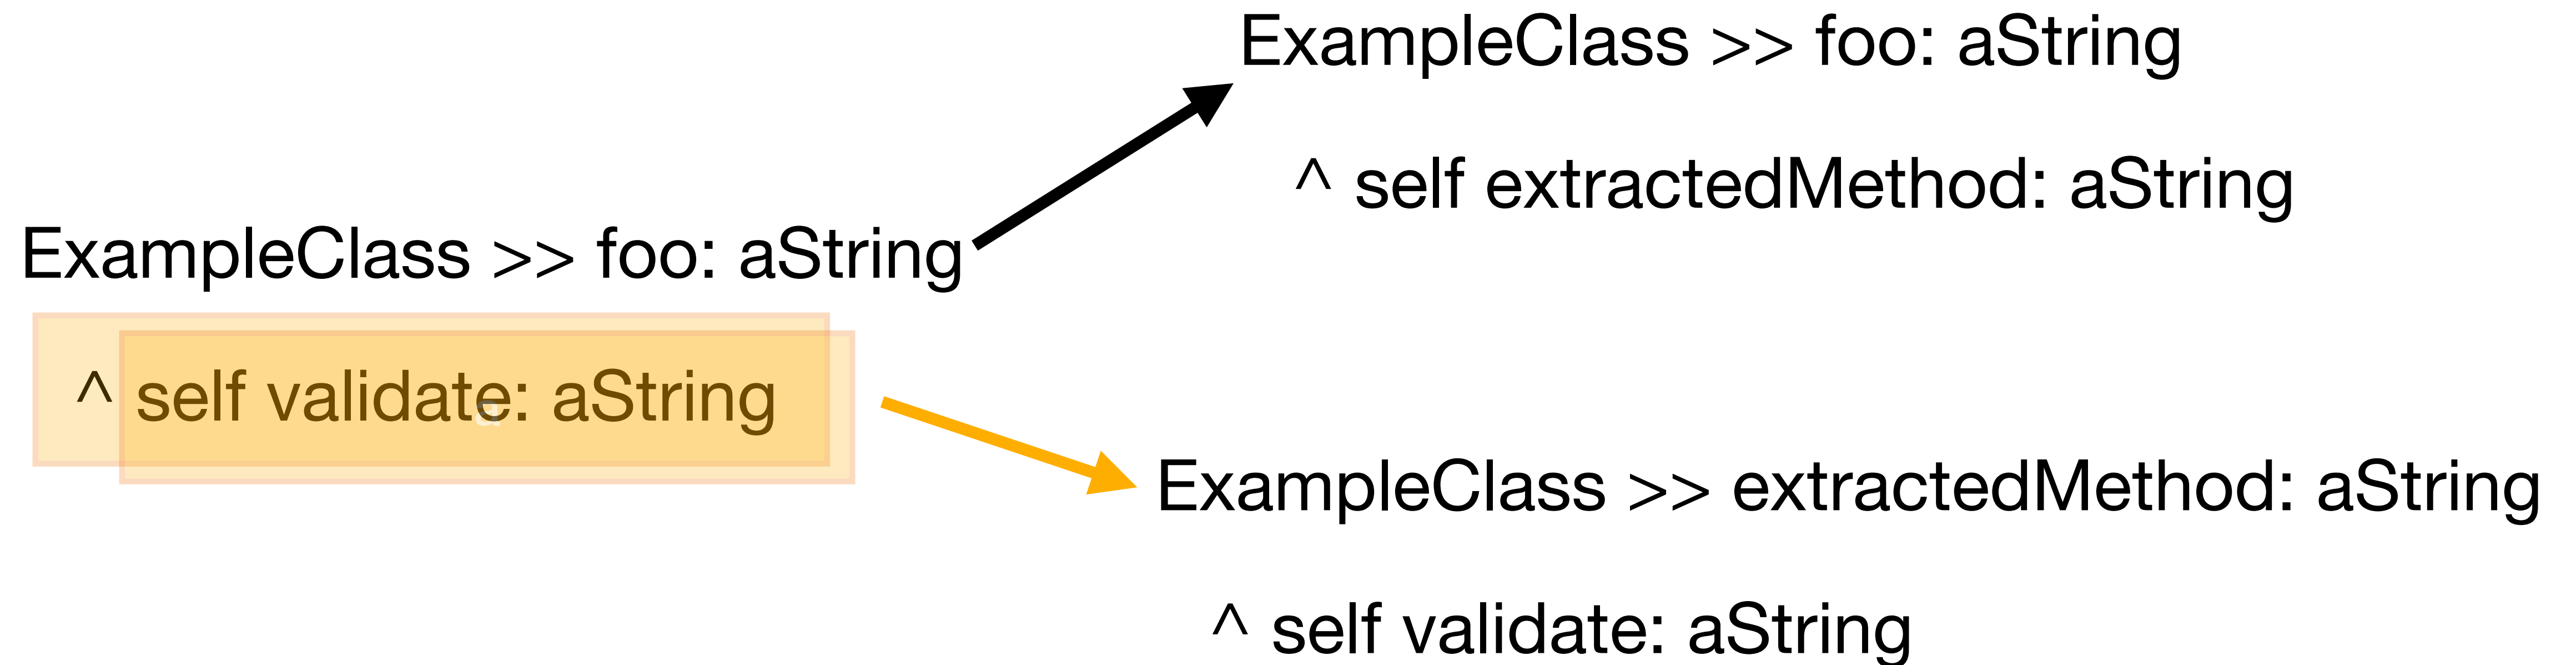 ExampleClass >> foo: aString
^ self validate: aString
a
ExampleClass >> foo: aString
^ self extractedMethod: aString
ExampleClass >> extractedMethod: aString
^ self validate: aString